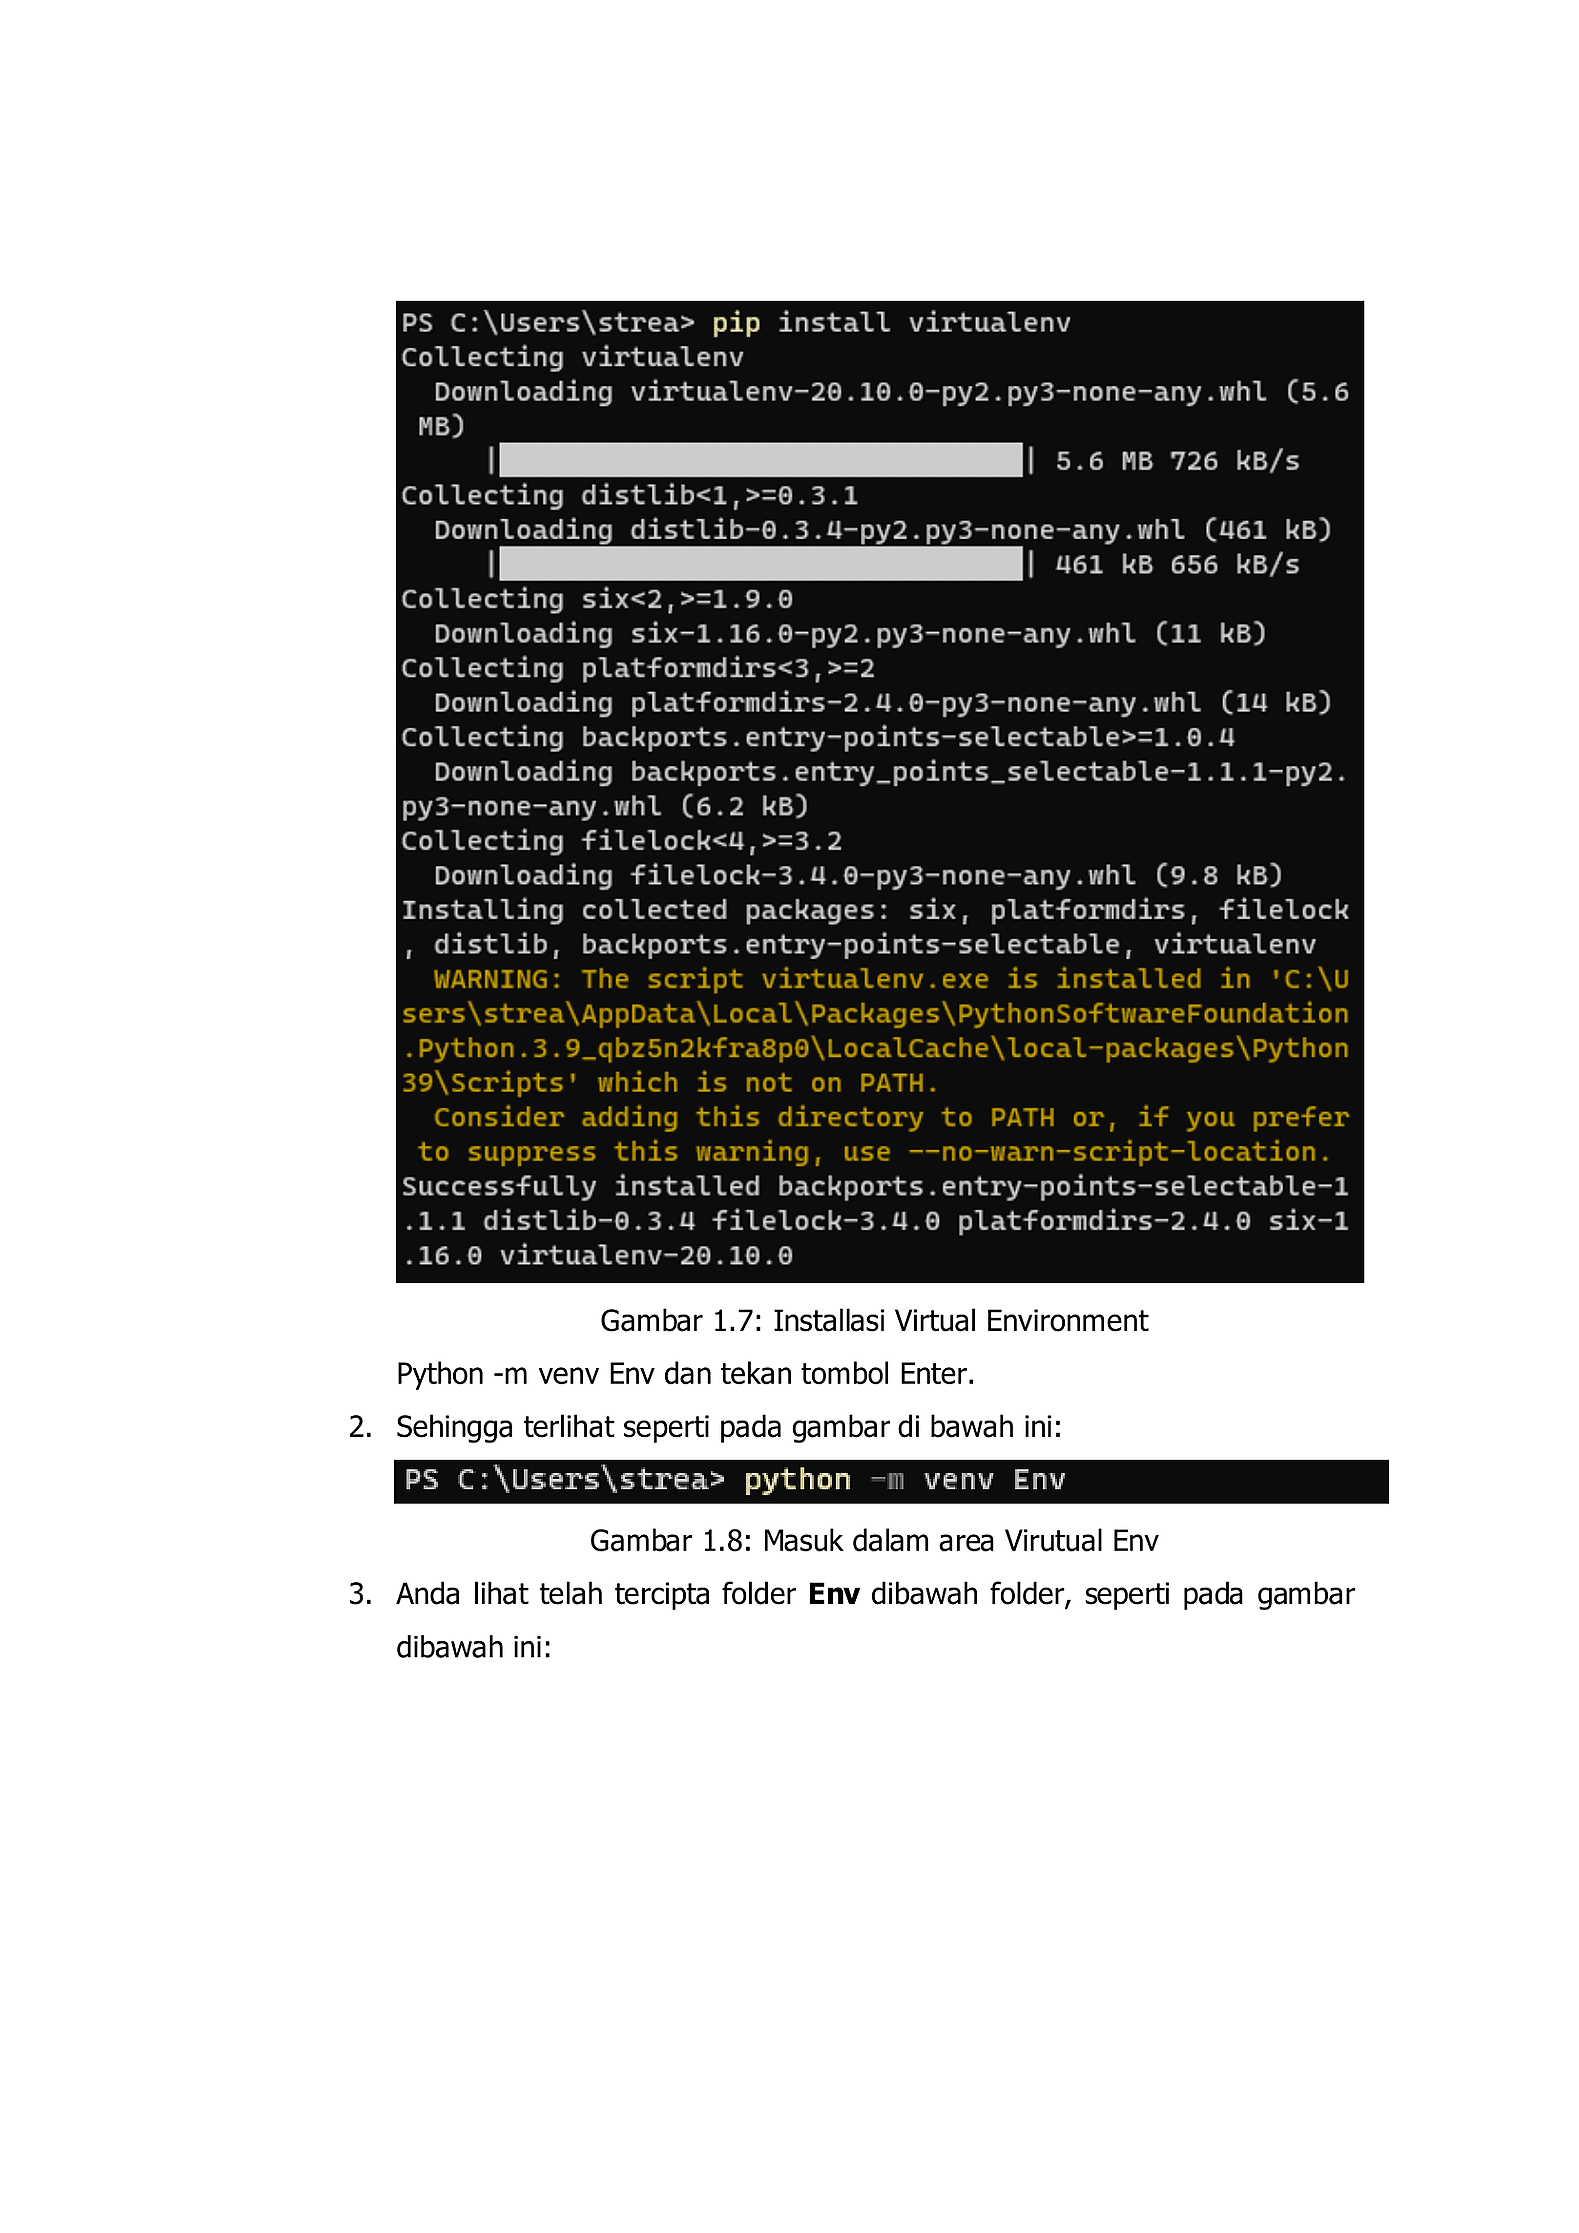 PS C:\Users\strea> pip install virtualenv
Collecting virtualenv
  Downloading virtualenv-20.10.0-py2.py3-none-any.whl (5.6
 MB)
     || 5.6 MB 726 kB/s
Collecting distlib<1,>=0.3.1
  Downloading distlib-0.3.4-py2.py3-none-any.whl (461 kB)
     || 461 kB 656 kB/s
Collecting six<2,>=1.9.0
  Downloading six-1.16.0-py2.py3-none-any.whl (11 kB)
Collecting platformdirs<3,>=2
  Downloading platformdirs-2.4.0-py3-none-any.whl (14 kB)
Collecting backports.entry-points-selectable>=1.0.4
  Downloading backports.entry_points_selectable-1.1.1-py2.
py3-none-any.whl (6.2 kB)
Collecting filelock<4,>=3.2
  Downloading filelock-3.4.0-py3-none-any.whl (9.8 kB)
Installing collected packages: six, platformdirs, filelock
, distlib, backports.entry-points-selectable, virtualenv
  WARNING: The script virtualenv.exe is installed in 'C:\U
sers\strea\AppData\Local\Packages\PythonSoftwareFoundation
.Python.3.9_qbz5n2kfra8p0\LocalCache\local-packages\Python
39\Scripts' which is not on PATH.
  Consider adding this directory to PATH or, if you prefer
 to suppress this warning, use --no-warn-script-location.
Successfully installed backports.entry-points-selectable-1
.1.1 distlib-0.3.4 filelock-3.4.0 platformdirs-2.4.0 six-1
.16.0 virtualenv-20.10.0
Gambar 1.7: Installasi Virtual Environment
Python -m venv Env dan tekan tombol Enter.
2. Sehingga terlihat seperti pada gambar di bawah ini:
PS C:\Users\strea> python -m venv Env
Gambar 1.8: Masuk dalam area Virutual Env
3. Anda lihat telah tercipta folder Env dibawah folder, seperti pada gambar
dibawah ini: